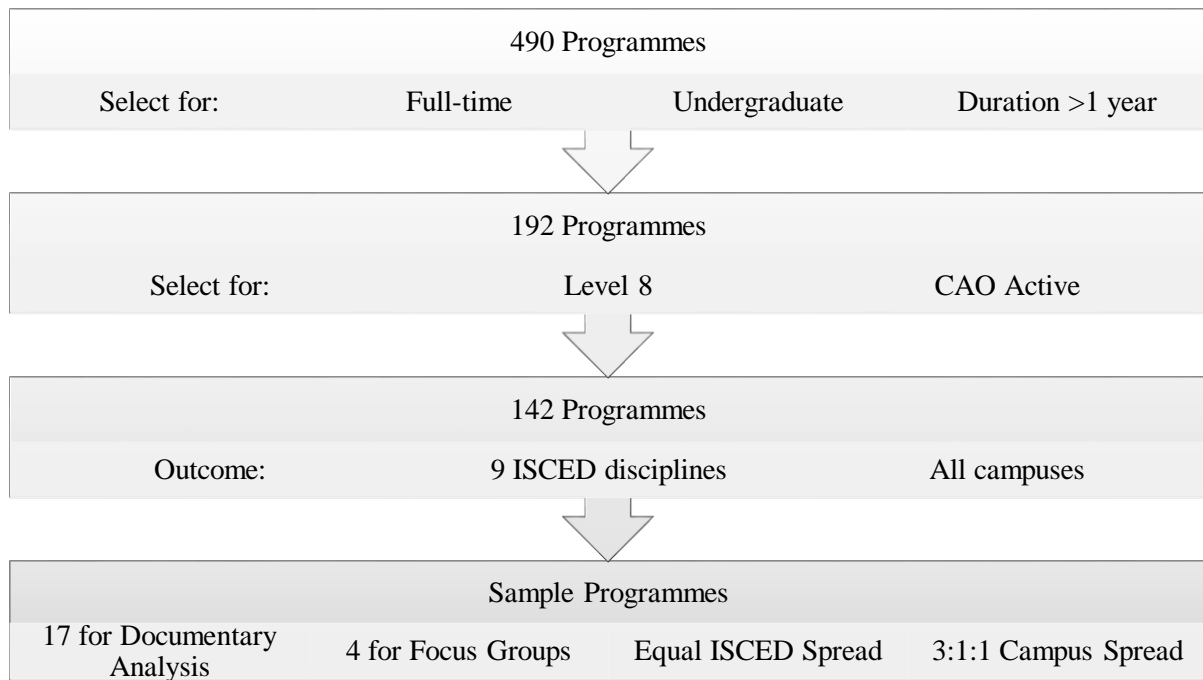 490 Programmes
Select for: Full-time Undergraduate Duration >1 year
192 Programmes
Select for: Level 8 CAO Active
142 Programmes
Outcome: 9 ISCED disciplines All campuses
Sample Programmes
17 for Documentary
Analysis
4 for Focus Groups Equal ISCED Spread 3:1:1 Campus Spread